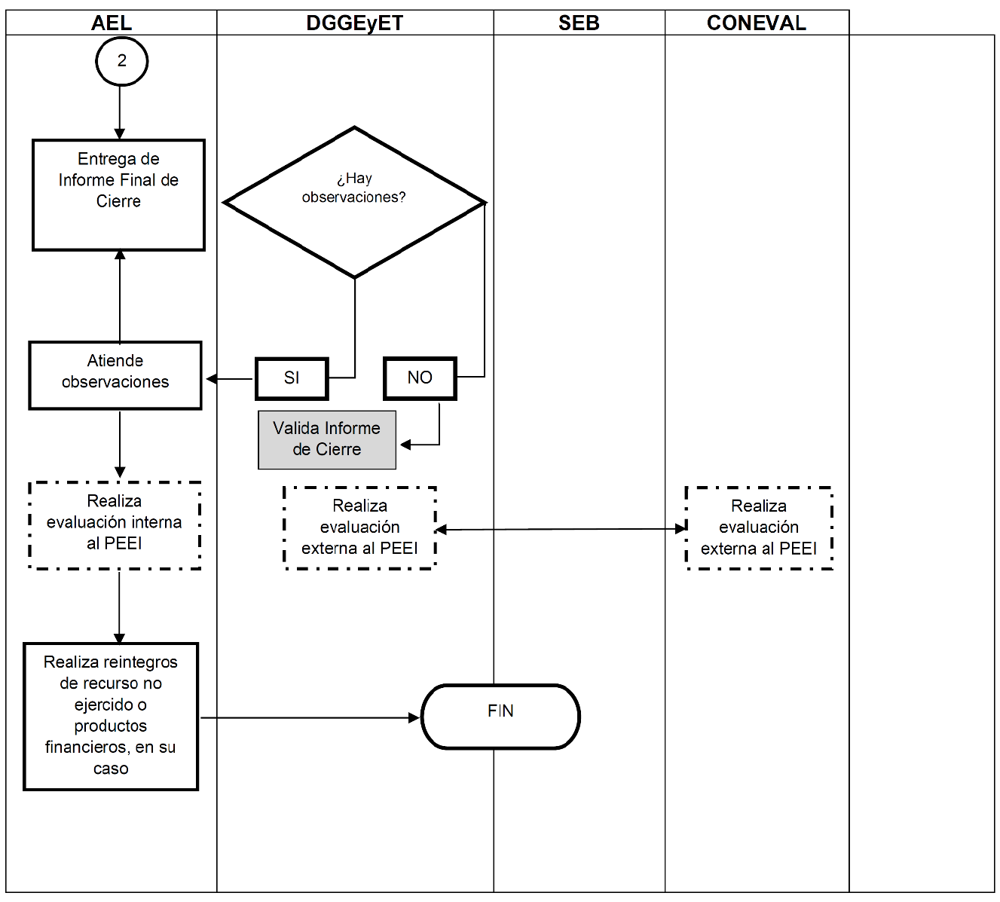 AEL
DGGEyET
SEB
CONEVAL
2
Entrega de
Informe Final de
Cierre
¿Hay
observaciones?
Atiende
observaciones
SI
NO
Valida Informe
de Cierre
Realiza
evaluación interna
al PEEI
Realiza
evaluación
externa al PEEI
Realiza
evaluación
externa al PEEI
Realiza reintegros
de recurso no
ejercido o
productos
financieros, en su
caso
FIN